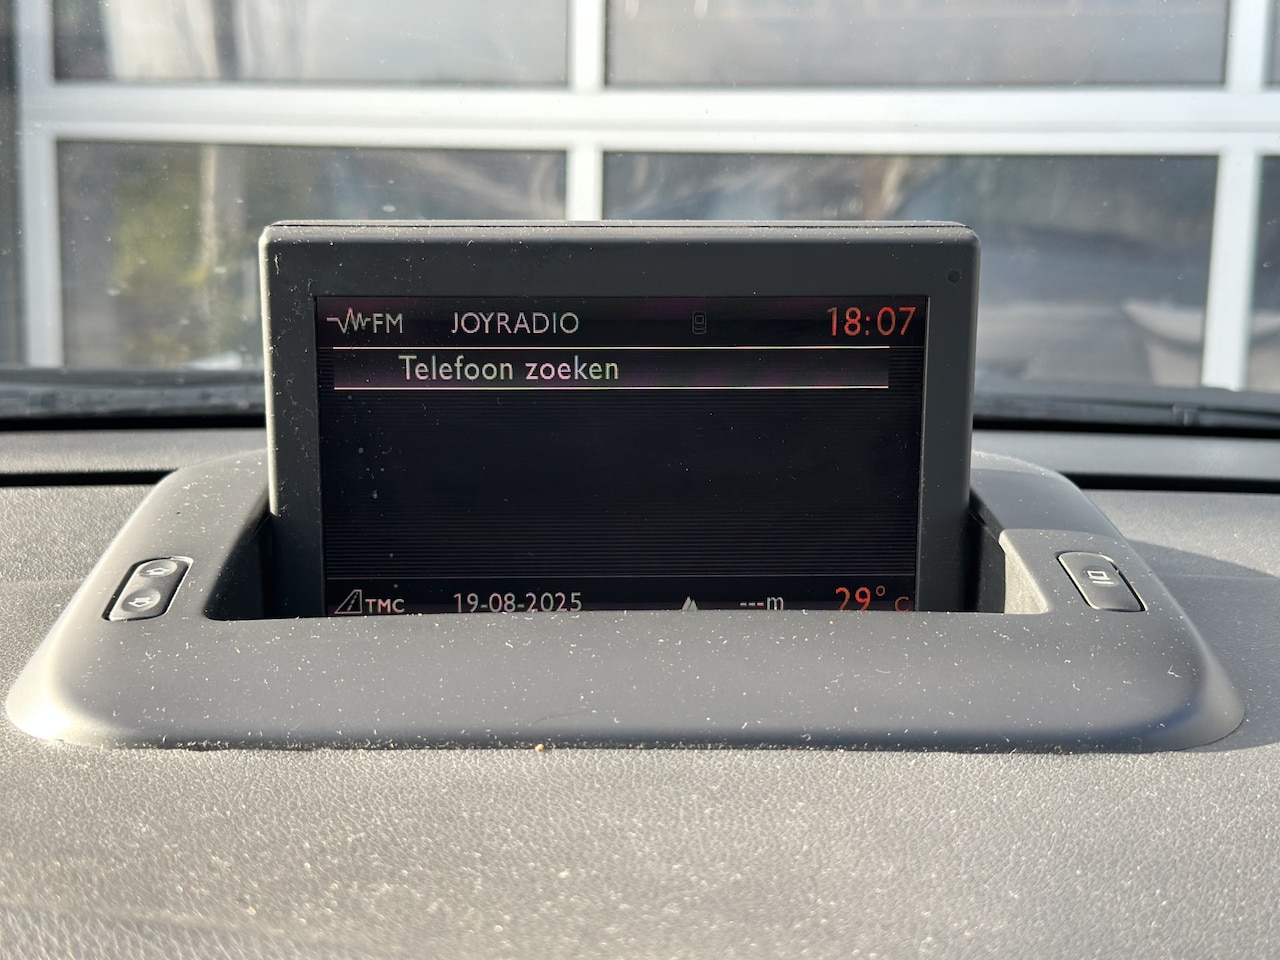 FM JOYRADIO 18:07
Telefoon zoeken
TMC 19-08-2025 ---m 29° C